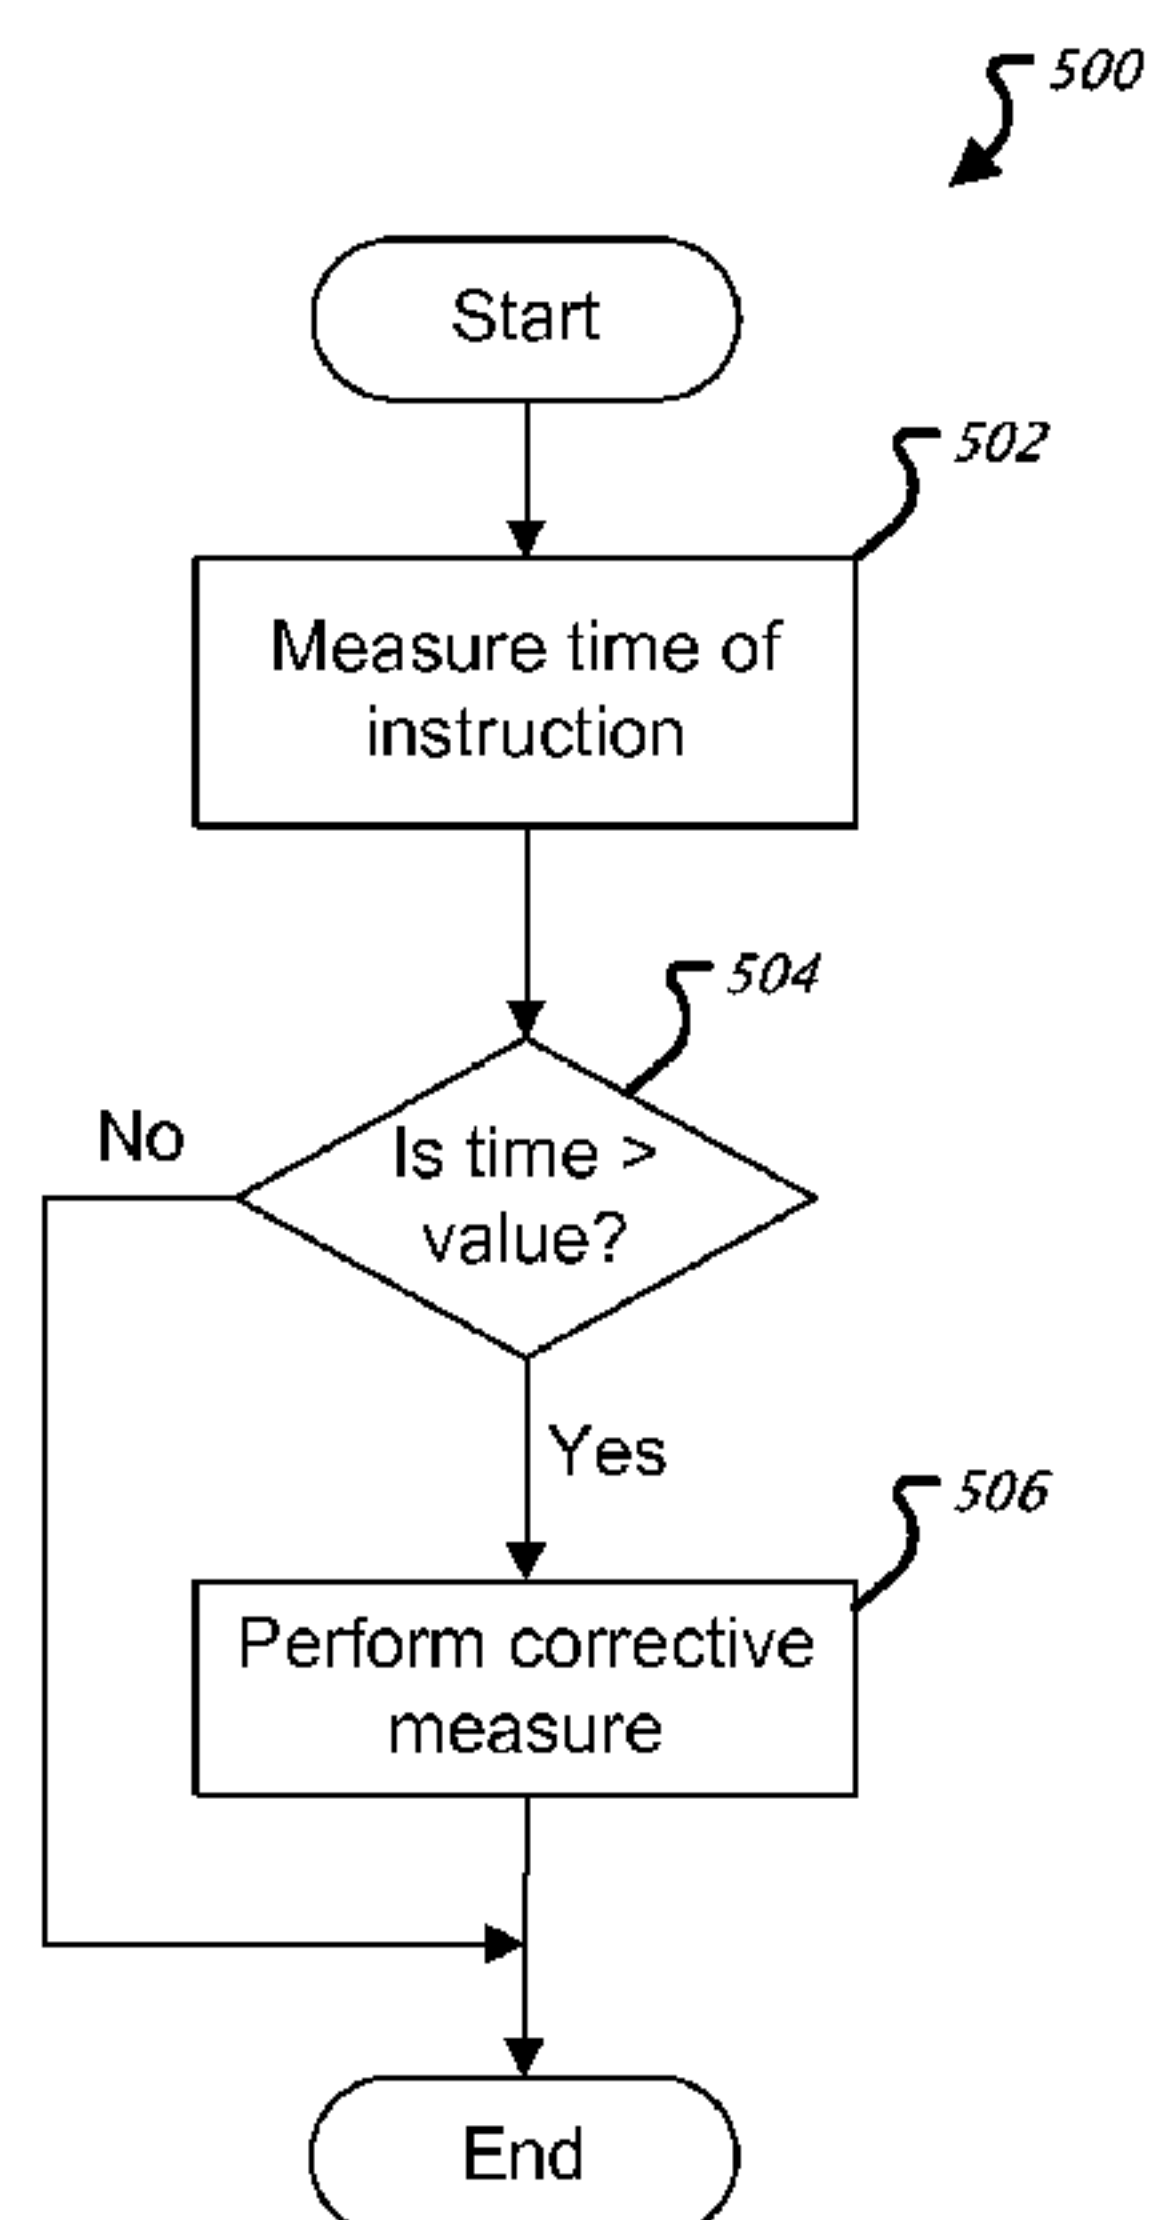 500
Start
502
Measure time of
instruction
504
No
Is time >
value?
Yes
506
Perform corrective
measure
End